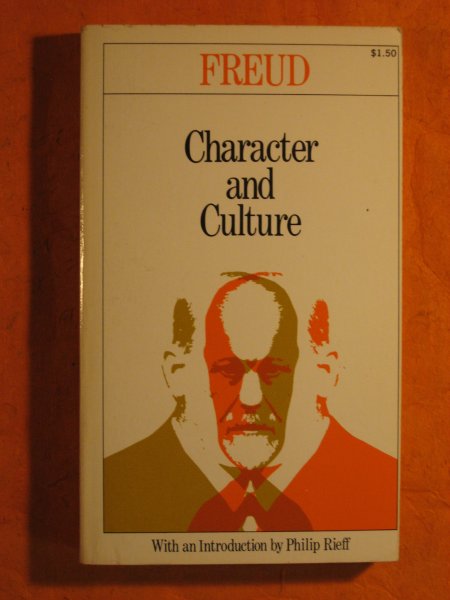 $1.50
FREUD
Character
and
Culture
With an Introduction by Philip Rieff